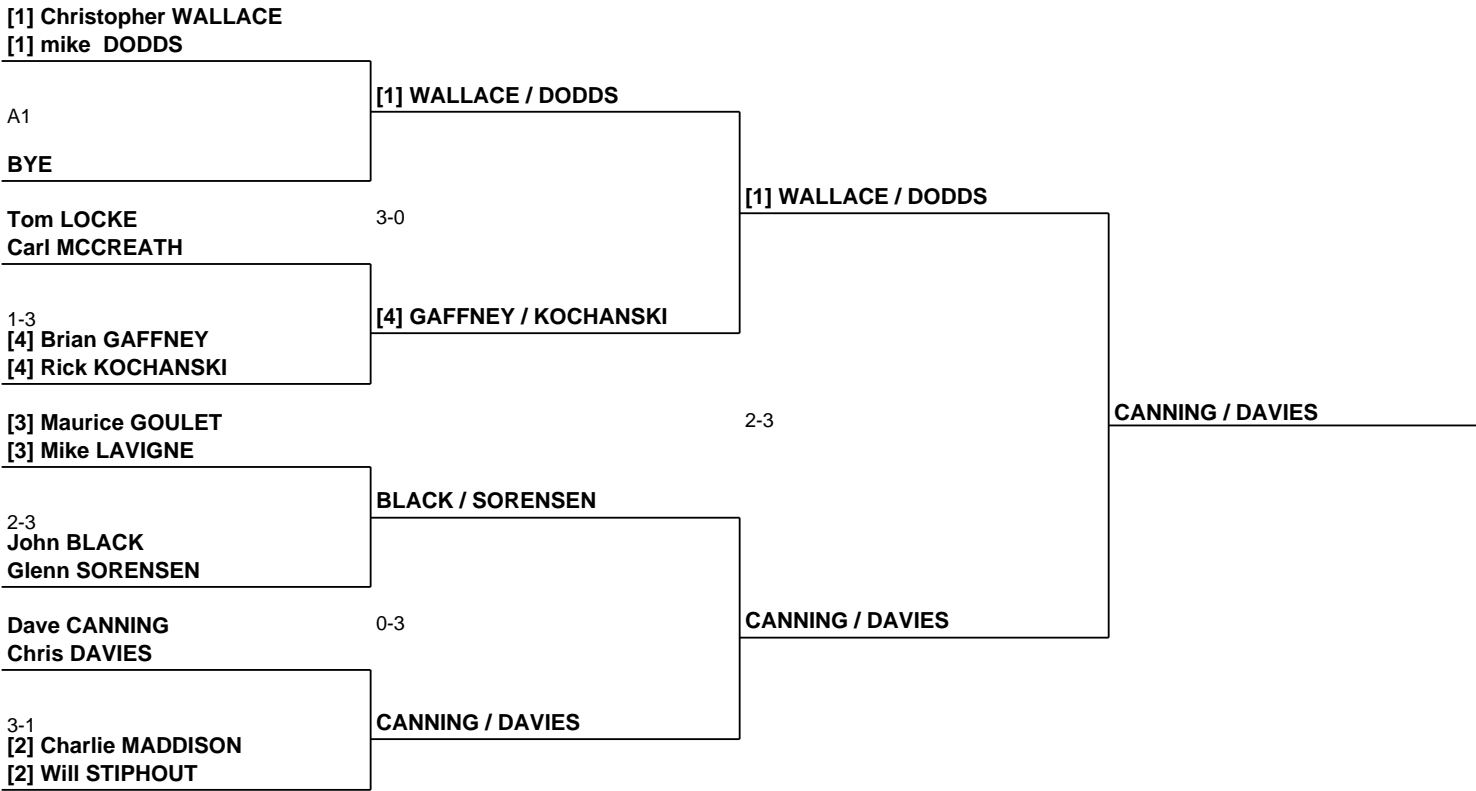 [1] Christopher WALLACE
[1] mike  DODDS
A1
BYE
[1] WALLACE / DODDS
Tom LOCKE
Carl MCCREATH
1-3
[4] Brian GAFFNEY
[4] Rick KOCHANSKI
3-0
[4] GAFFNEY / KOCHANSKI
[1] WALLACE / DODDS
[3] Maurice GOULET
[3] Mike LAVIGNE
2-3
John BLACK
Glenn SORENSEN
BLACK / SORENSEN
Dave CANNING
Chris DAVIES
3-1
[2] Charlie MADDISON
[2] Will STIPHOUT
0-3
CANNING / DAVIES
CANNING / DAVIES
2-3
CANNING / DAVIES